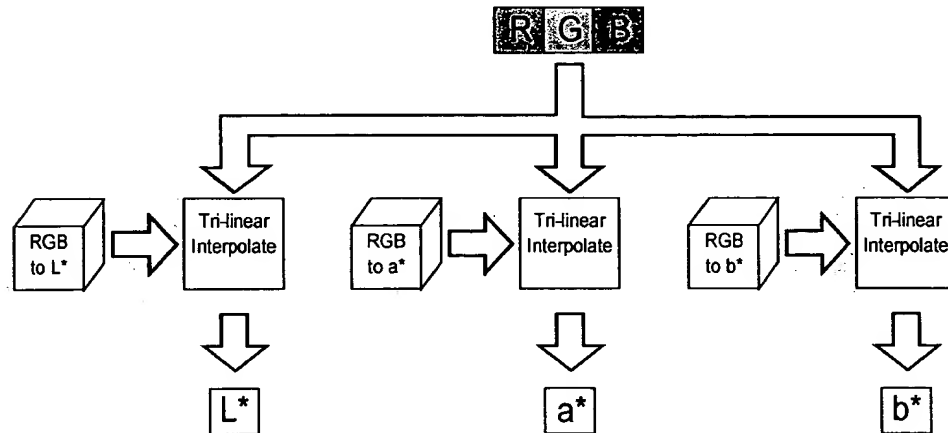 R G B
RGB
to L*
Tri-linear
Interpolate
RGB
to a*
Tri-linear
Interpolate
RGB
to b*
Tri-linear
Interpolate
L*
a*
b*